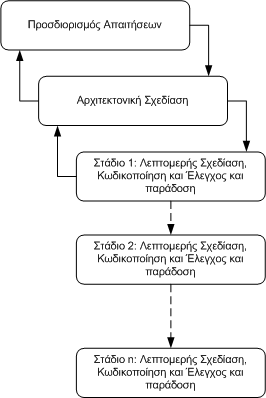 Προσδιορισμός Απαιτήσεων
Αρχιτεκτονική Σχεδίαση
Στάδιο 1: Λεπτομερής Σχεδίαση,
Κωδικοποίηση και Έλεγχος και
παράδοση
Στάδιο 2: Λεπτομερής Σχεδίαση,
Κωδικοποίηση και Έλεγχος και
παράδοση
Στάδιο n: Λεπτομερής Σχεδίαση,
Κωδικοποίηση και Έλεγχος και
παράδοση